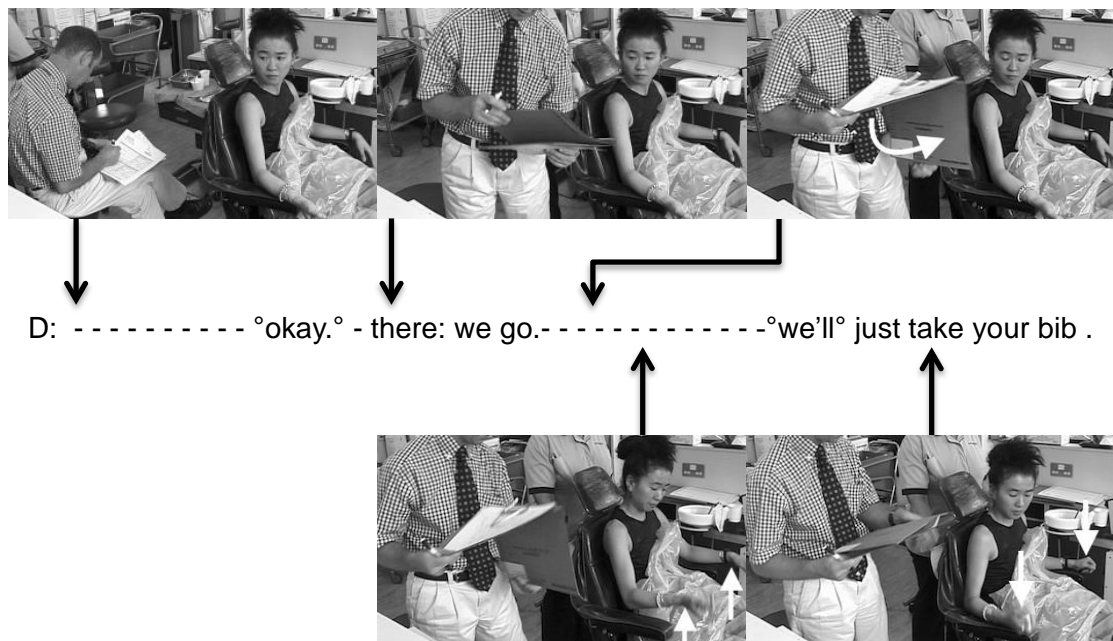 D: - - - - - - - - - - °okay.° - there: we go.- - - - - - - - - - - - - -°we’ll° just take your bib .